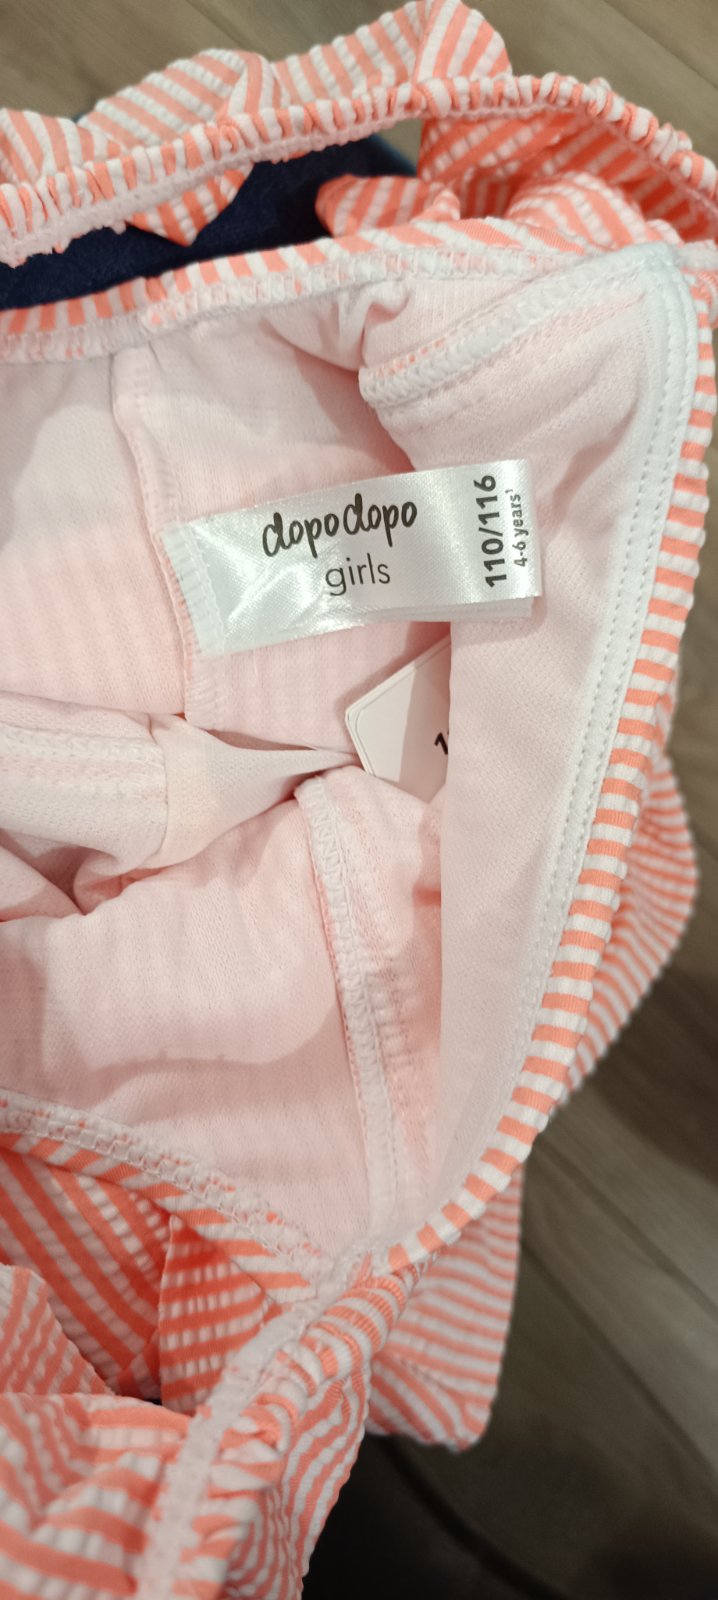 dopodopo
girls
110/116
4-6 years¹